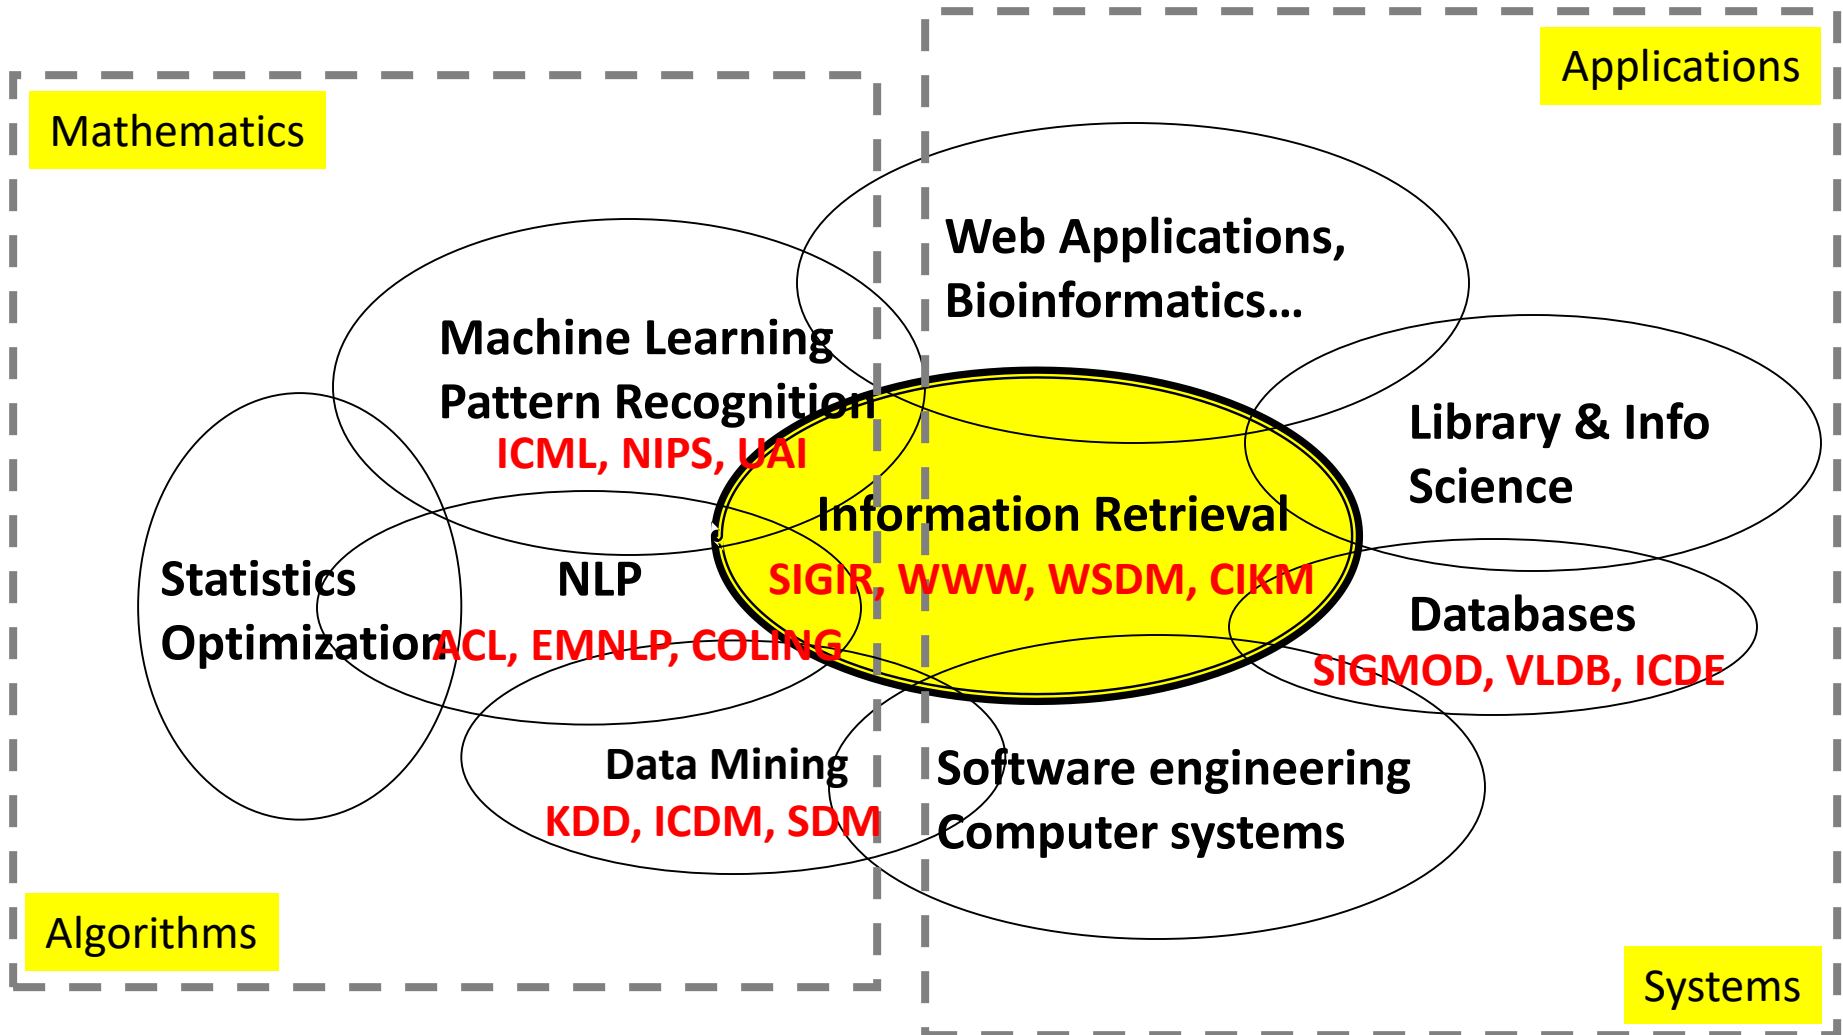 Applications
Mathematics
Web Applications,
Bioinformatics...
Machine Learning
Pattern Recognition
ICML, NIPS, UAI
Library & Info
Science
Information Retrieval
SIGIR, WWW, WSDM, CIKM
Statistics
Optimization
NLP
ACL, EMNLP, COLING
Databases
SIGMOD, VLDB, ICDE
Data Mining
KDD, ICDM, SDM
Software engineering
Computer systems
Algorithms
Systems